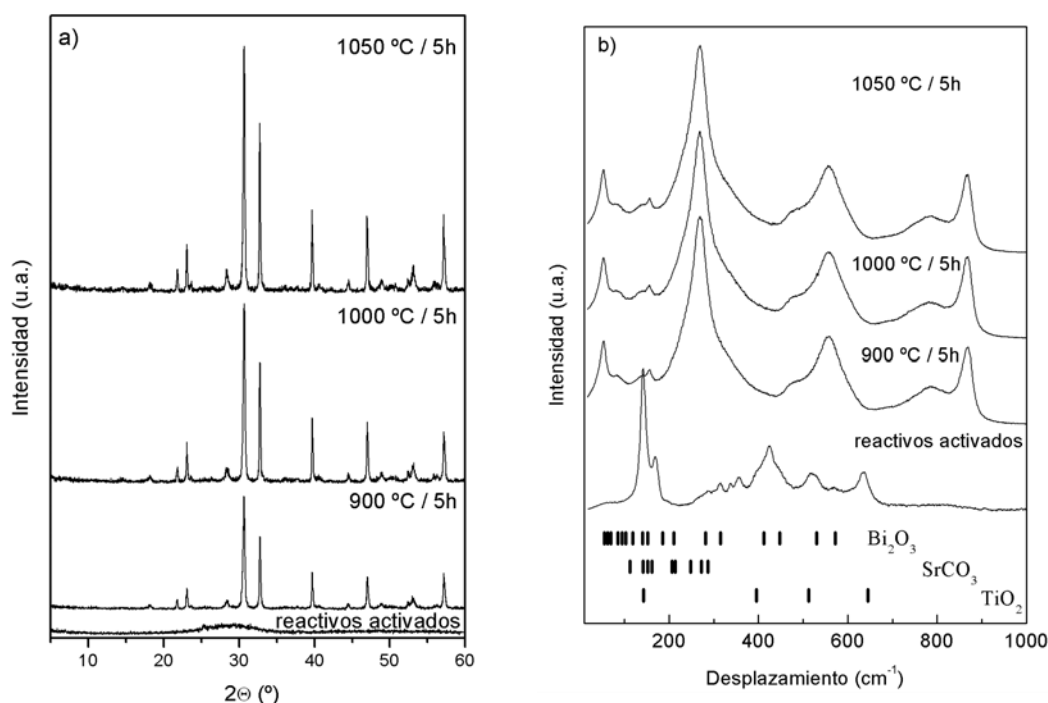 a)
1050 ºC / 5h
1000 ºC / 5h
900 ºC / 5h
reactivos activados
Intensidad (u.a.)
10 20 30 40 50 60
2Θ (º)
b)
1050 ºC / 5h
1000 ºC / 5h
900 ºC / 5h
reactivos activados
Bi₂O₃
SrCO₃
TiO₂
Intensidad (u.a.)
200 400 600 800 1000
Desplazamiento (cm⁻¹)